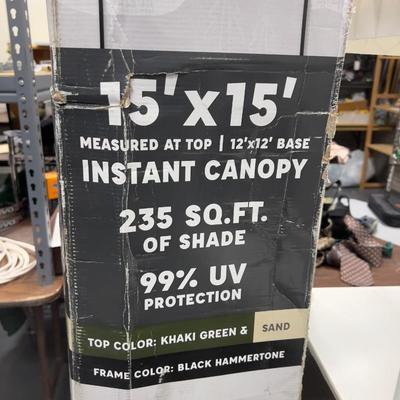 15'x15'
MEASURED AT TOP | 12'x12' BASE
INSTANT CANOPY
235 SQ.FT.
OF SHADE
99% UV
PROTECTION
TOP COLOR: KHAKI GREEN & SAND
FRAME COLOR: BLACK HAMMERTONE